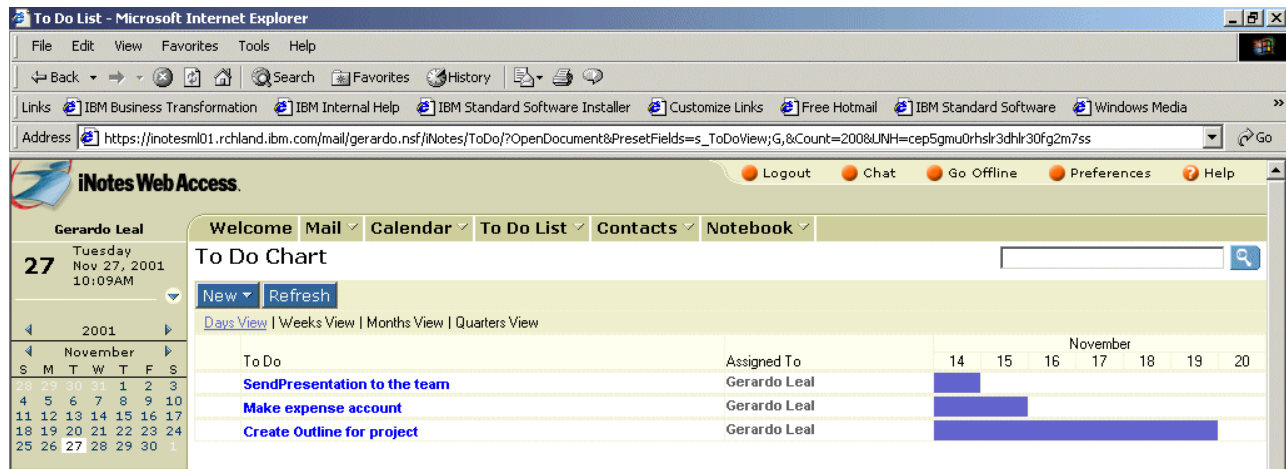 To Do List - Microsoft Internet Explorer
File Edit View Favorites Tools Help
Back Search Favorites History
Links IBM Business Transformation IBM Internal Help IBM Standard Software Installer Customize Links Free Hotmail IBM Standard Software Windows Media »
Address https://inotesml01.rchland.ibm.com/mail/gerardo.nsf/iNotes/ToDo/?OpenDocument&PresetFields=s_ToDoView;G,&Count=200&UNH=cep5gmu0rhslr3dhlr30fg2m7ss Go
iNotes Web Access.
Logout Chat Go Offline Preferences Help
Gerardo Leal
Welcome Mail Calendar To Do List Contacts Notebook
27 Tuesday
Nov 27, 2001
10:09AM
To Do Chart
New Refresh
Days View | Weeks View | Months View | Quarters View
2001
November
S M T W T F S
28 29 30 31 1 2 3
4 5 6 7 8 9 10
11 12 13 14 15 16 17
18 19 20 21 22 23 24
25 26 27 28 29 30 1
November
To Do Assigned To 14 15 16 17 18 19 20
SendPresentation to the team Gerardo Leal
Make expense account Gerardo Leal
Create Outline for project Gerardo Leal